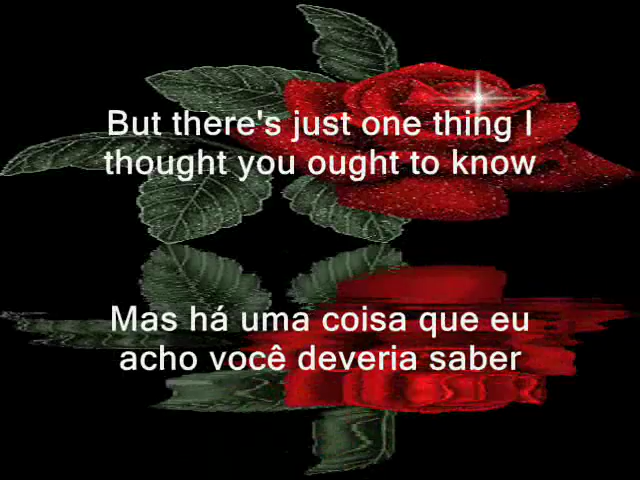 But there's just one thing I
thought you ought to know
Mas há uma coisa que eu
acho você deveria saber